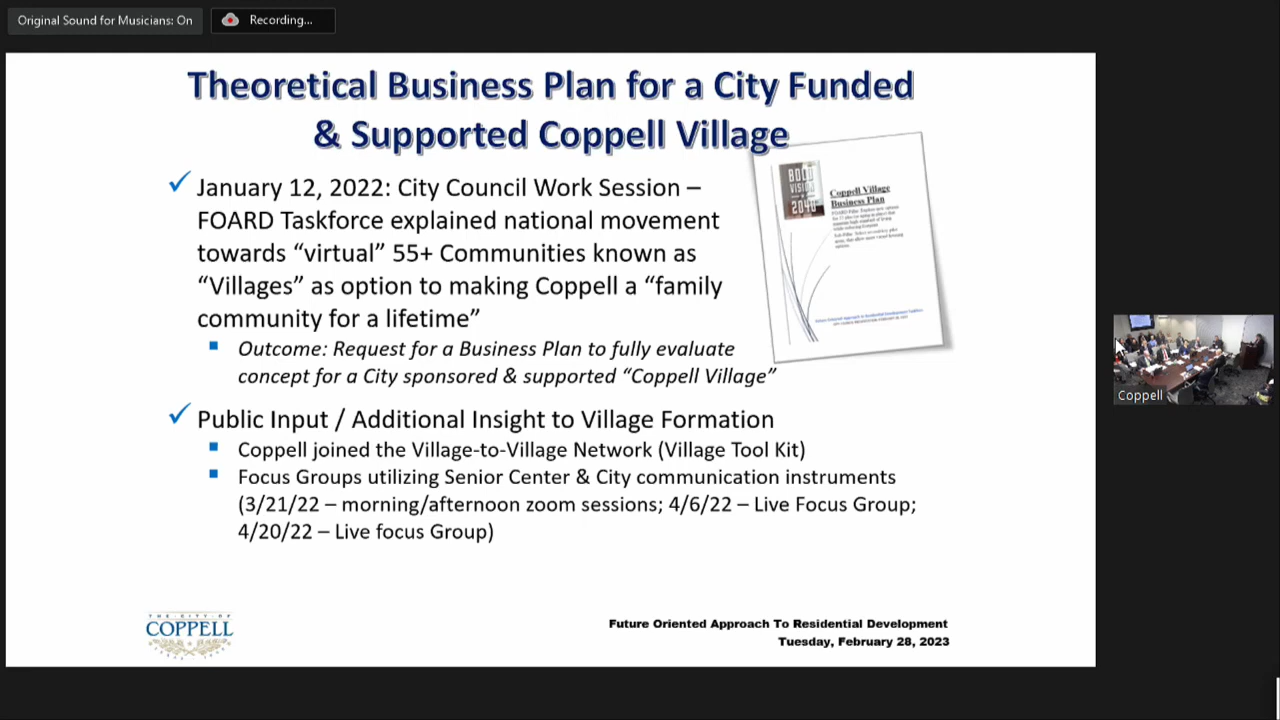 Original Sound for Musicians: On
Recording...
Theoretical Business Plan for a City Funded
& Supported Coppell Village
January 12, 2022: City Council Work Session –
FOARD Taskforce explained national movement
towards “virtual” 55+ Communities known as
“Villages” as option to making Coppell a “family
community for a lifetime”
Outcome: Request for a Business Plan to fully evaluate
concept for a City sponsored & supported “Coppell Village”
BOLD
VISION
2040
Coppell Village
Business Plan
Public Input / Additional Insight to Village Formation
Coppell joined the Village-to-Village Network (Village Tool Kit)
Focus Groups utilizing Senior Center & City communication instruments
(3/21/22 – morning/afternoon zoom sessions; 4/6/22 – Live Focus Group;
4/20/22 – Live focus Group)
THE CITY OF
COPPELL
Future Oriented Approach To Residential Development
Tuesday, February 28, 2023
Coppell